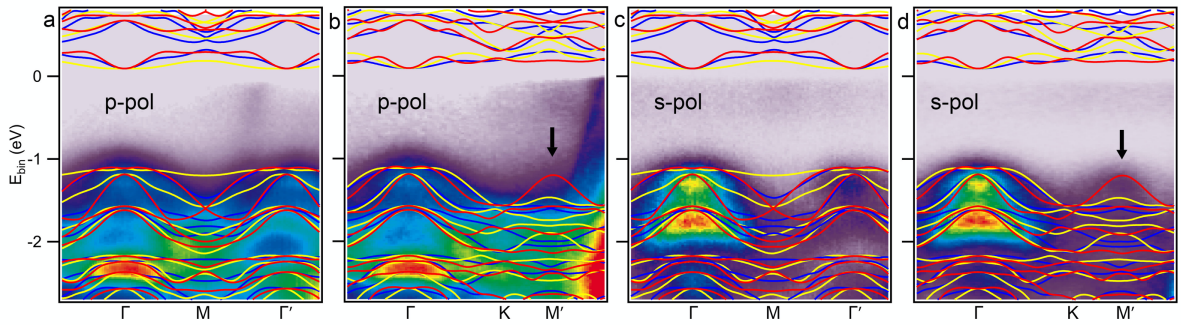 a b c d
0
-1
-2
E_bin (eV)
p-pol p-pol s-pol s-pol
Γ M Γ′ Γ K M′ Γ M Γ′ Γ K M′